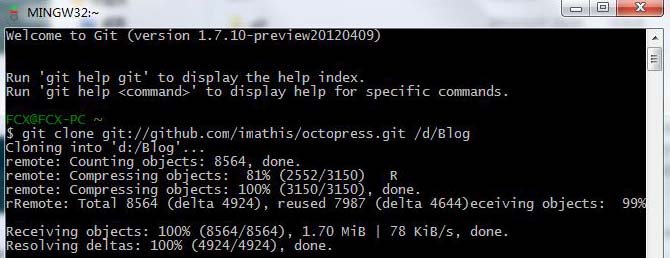 MINGW32:~
Welcome to Git (version 1.7.10-preview20120409)
Run 'git help git' to display the help index.
Run 'git help <command>' to display help for specific commands.
FCX@FCX-PC ~
$ git clone git://github.com/imathis/octopress.git /d/Blog
Cloning into 'd:/Blog'...
remote: Counting objects: 8564, done.
remote: Compressing objects:  81% (2552/3150)   R
remote: Compressing objects: 100% (3150/3150), done.
rRemote: Total 8564 (delta 4924), reused 7987 (delta 4644)eceiving objects:  99%
Receiving objects: 100% (8564/8564), 1.70 MiB | 78 KiB/s, done.
Resolving deltas: 100% (4924/4924), done.